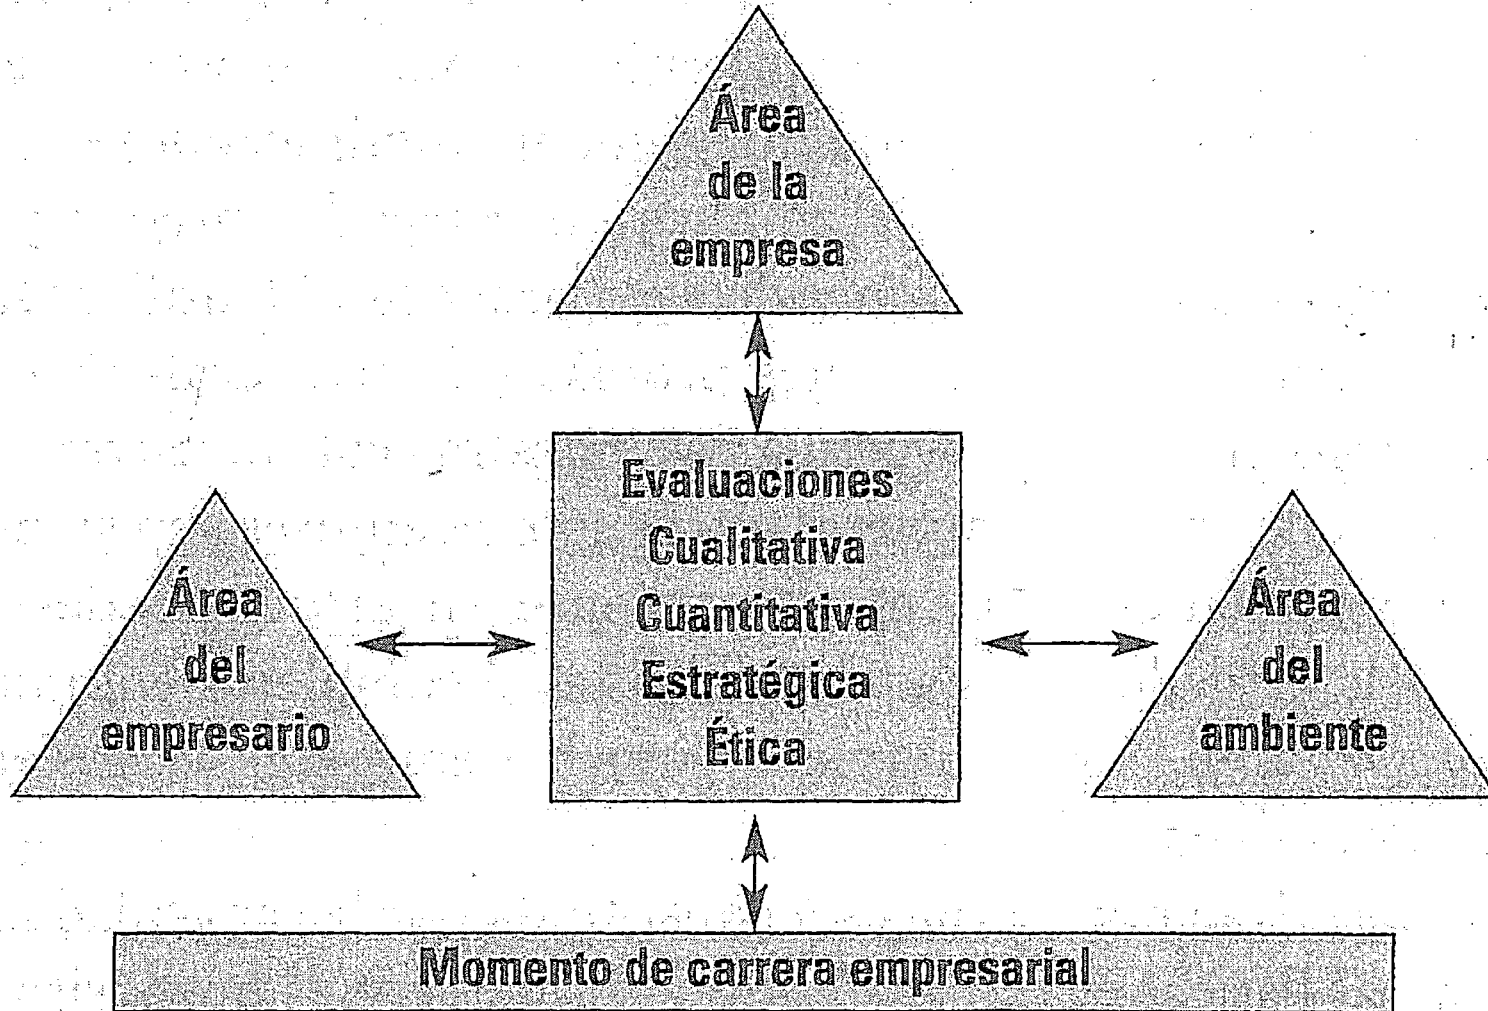 Área
de la
empresa
Evaluaciones
Cualitativa
Cuantitativa
Estratégica
Ética
Área
del
empresario
Área
del
ambiente
Momento de carrera empresarial